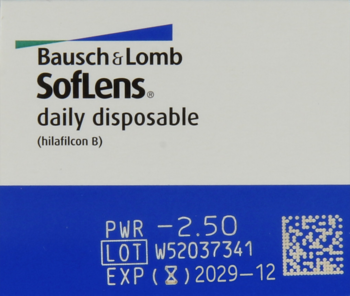 Bausch & Lomb
SofLens®
daily disposable
(hilafilcon B)
PWR -2.50
LOT W52037341
EXP (⌛) 2029-12